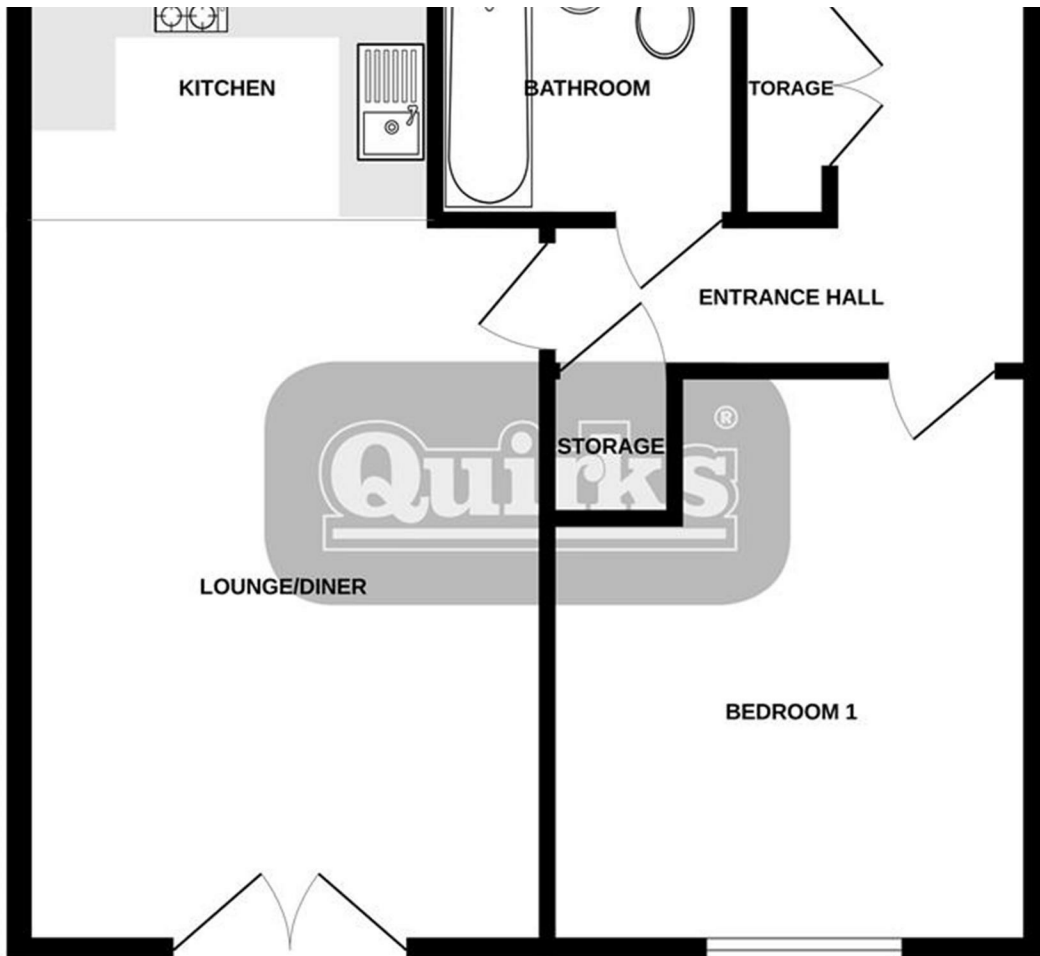 KITCHEN
BATHROOM
TORAGE
ENTRANCE HALL
Quirks®
STORAGE
LOUNGE/DINER
BEDROOM 1